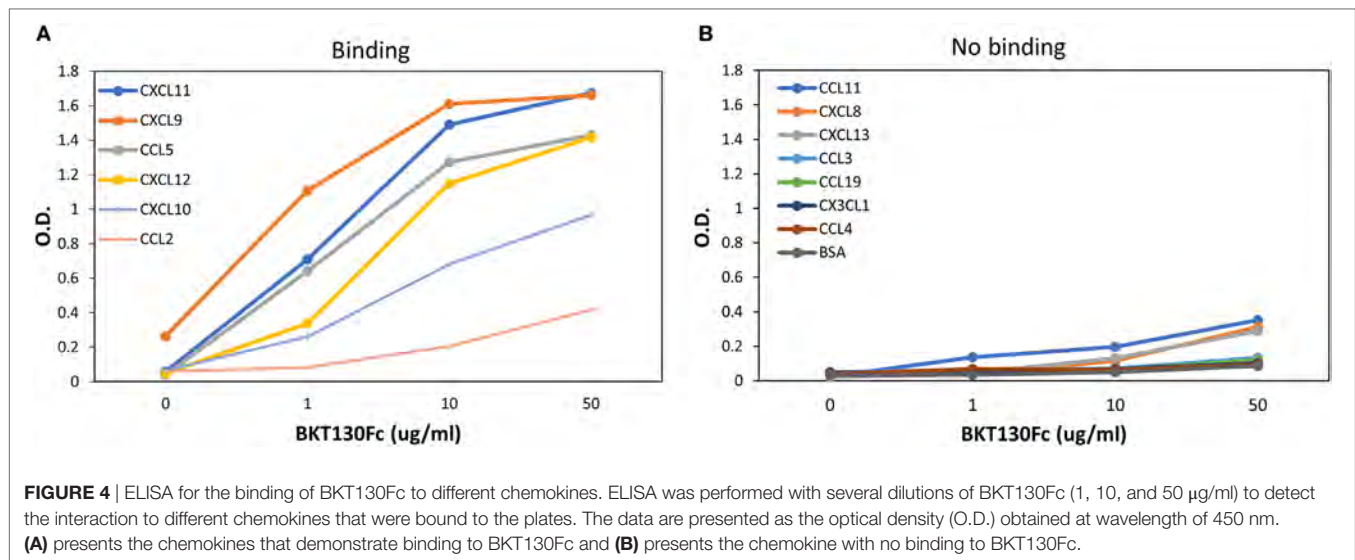 A
Binding
1.8
1.6
1.4
1.2
1
0.8
0.6
0.4
0.2
0
O.D.
CXCL11
CXCL9
CCL5
CXCL12
CXCL10
CCL2
0 1 10 50
BKT130Fc (ug/ml)
B
No binding
1.8
1.6
1.4
1.2
1
0.8
0.6
0.4
0.2
0
O.D.
CCL11
CXCL8
CXCL13
CCL3
CCL19
CX3CL1
CCL4
BSA
0 1 10 50
BKT130Fc (ug/ml)
FIGURE 4 | ELISA for the binding of BKT130Fc to different chemokines. ELISA was performed with several dilutions of BKT130Fc (1, 10, and 50 μg/ml) to detect
the interaction to different chemokines that were bound to the plates. The data are presented as the optical density (O.D.) obtained at wavelength of 450 nm.
(A) presents the chemokines that demonstrate binding to BKT130Fc and (B) presents the chemokine with no binding to BKT130Fc.